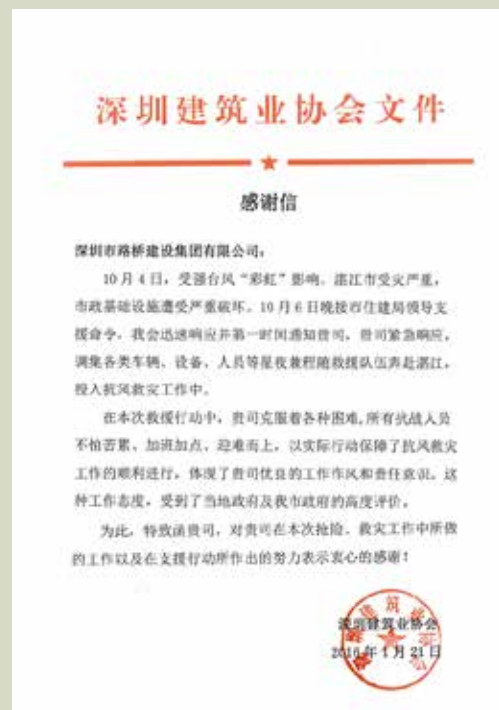 深圳建筑业协会文件
感谢信
深圳市路桥建设集团有限公司：
10月4日，受强台风“彩虹”影响，湛江市受灾严重，
市政基础设施遭受严重破坏。10月6日晚接市住建局领导支
援命令，我会迅速响应并第一时间通知贵司，贵司紧急响应，
调集各类车辆、设备、人员等星夜兼程随救援队伍奔赴湛江，
投入抗风救灾工作中。
在本次救援行动中，贵司克服着各种困难，所有抗战人员
不怕苦累、加班加点、迎难而上，以实际行动保障了抗风救灾
工作的顺利进行，体现了贵司优良的工作作风和责任意识。这
种工作态度，受到了当地政府及我市政府的高度评价。
为此，特致函贵司，对贵司在本次抢险、救灾工作中所做
的工作以及在支援行动所作出的努力表示衷心的感谢！
深圳建筑业协会
2016年1月21日